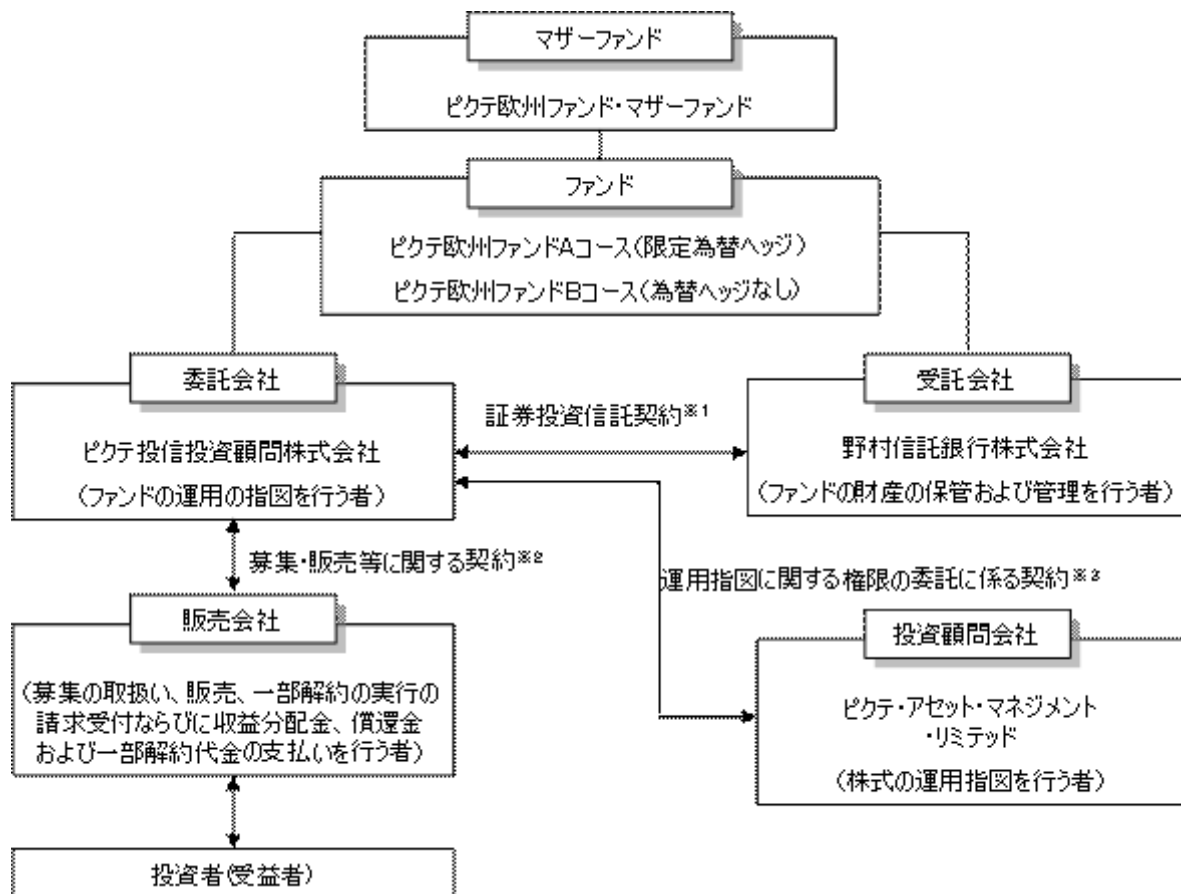 マザーファンド
ピクテ欧州ファンド・マザーファンド
ファンド
ピクテ欧州ファンドAコース(限定為替ヘッジ)
ピクテ欧州ファンドBコース(為替ヘッジなし)
委託会社
ピクテ投信投資顧問株式会社
(ファンドの運用の指図を行う者)
証券投資信託契約※1
受託会社
野村信託銀行株式会社
(ファンドの財産の保管および管理を行う者)
募集・販売等に関する契約※2
運用指図に関する権限の委託に係る契約※3
販売会社
(募集の取扱い、販売、一部解約の実行の
請求受付ならびに収益分配金、償還金
および一部解約代金の支払いを行う者)
投資顧問会社
ピクテ・アセット・マネジメント
・リミテッド
(株式の運用指図を行う者)
投資者(受益者)